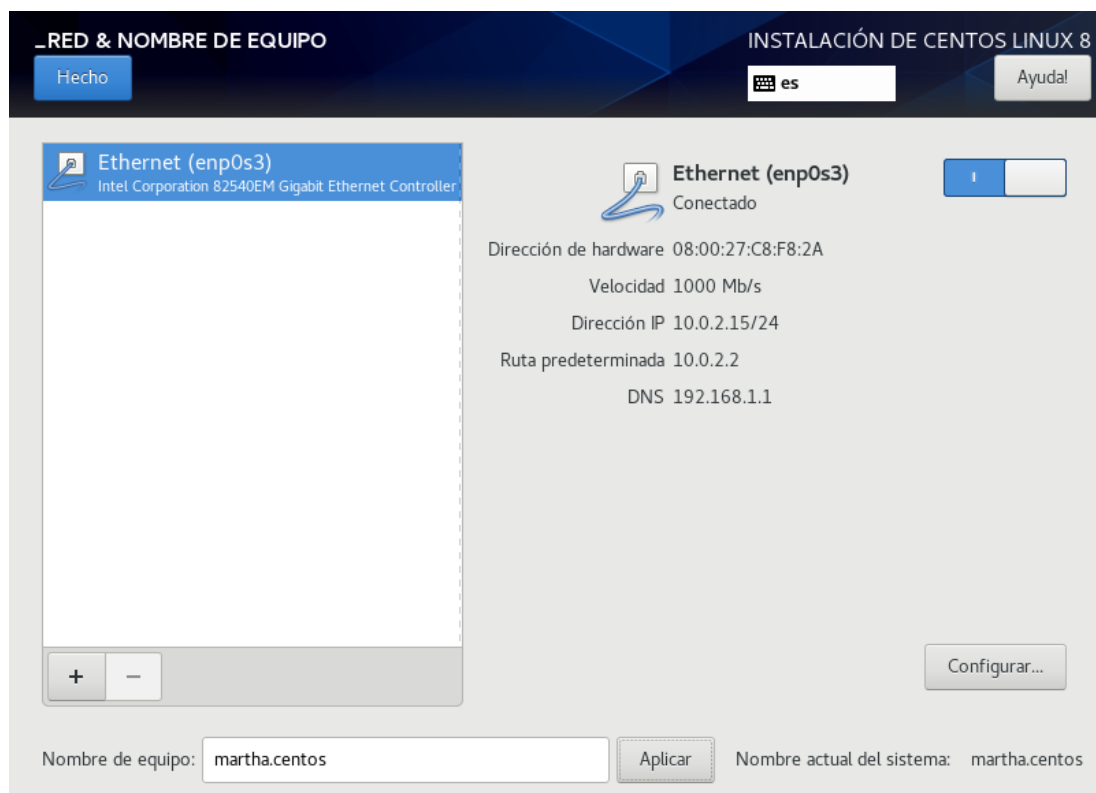 _RED & NOMBRE DE EQUIPO
INSTALACIÓN DE CENTOS LINUX 8
Hecho
es
Ayuda!
Ethernet (enp0s3)
Intel Corporation 82540EM Gigabit Ethernet Controller
Ethernet (enp0s3)
Conectado
Dirección de hardware 08:00:27:C8:F8:2A
Velocidad 1000 Mb/s
Dirección IP 10.0.2.15/24
Ruta predeterminada 10.0.2.2
DNS 192.168.1.1
+ −
Configurar...
Nombre de equipo: martha.centos Aplicar Nombre actual del sistema: martha.centos